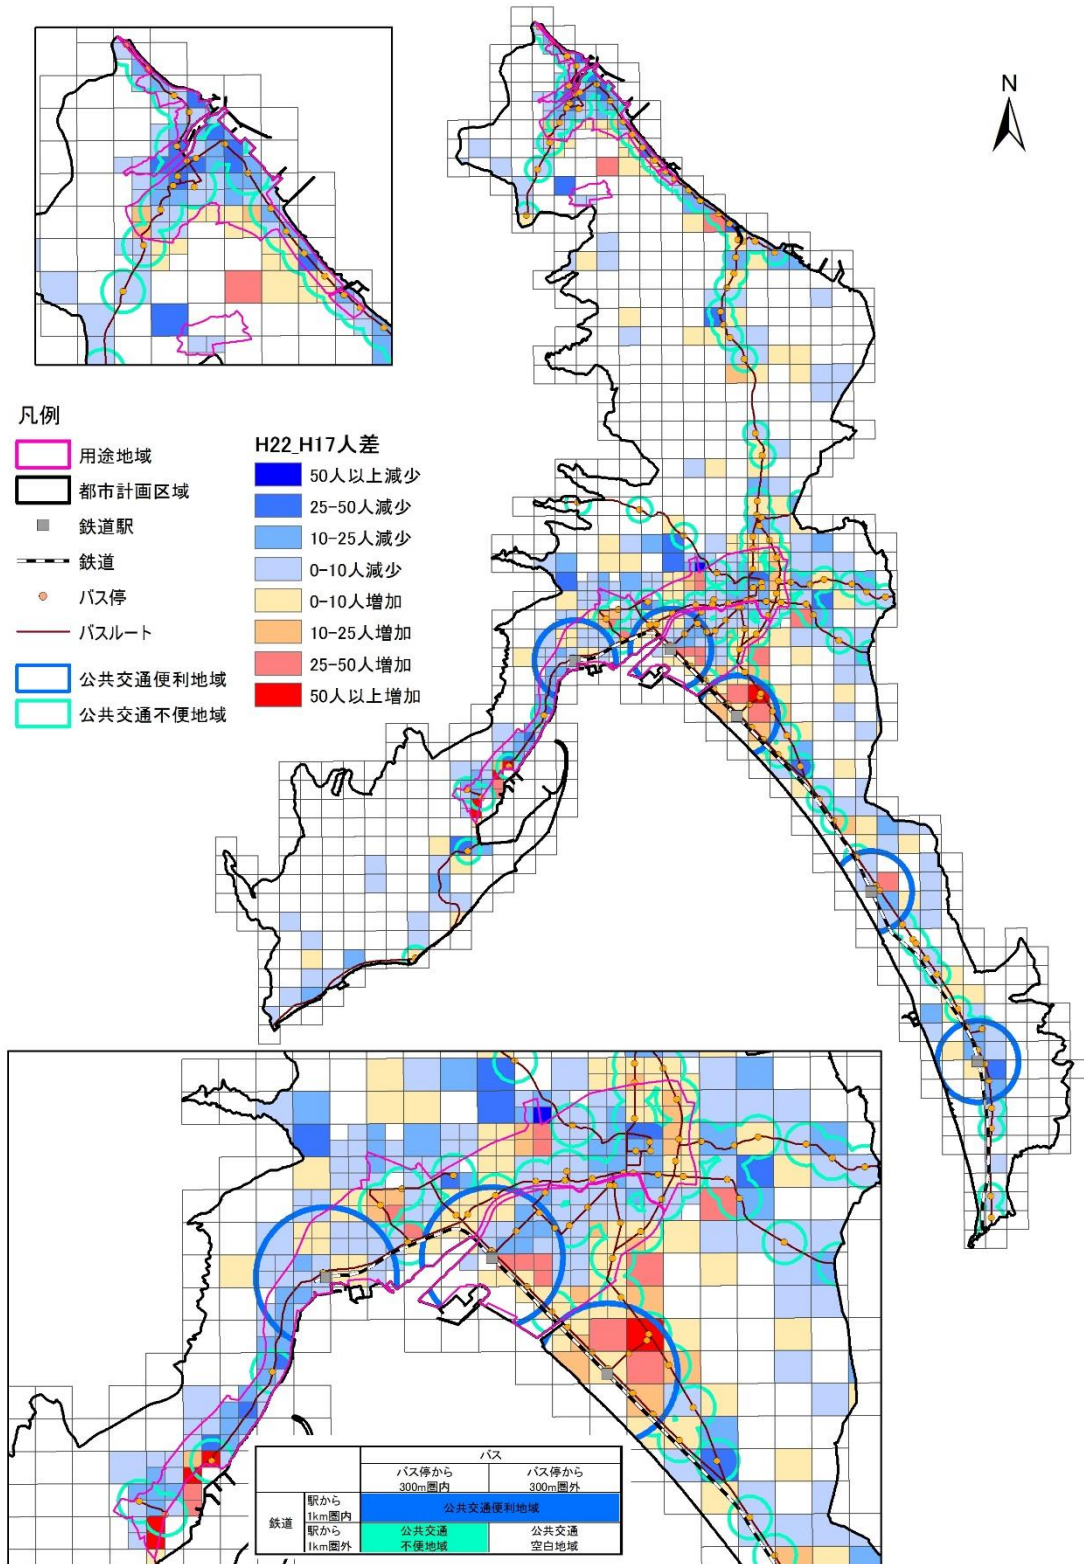 N
凡例
用途地域
都市計画区域
鉄道駅
鉄道
バス停
バスルート
公共交通便利地域
公共交通不便地域
H22_H17人差
50人以上減少
25-50人減少
10-25人減少
0-10人減少
0-10人増加
10-25人増加
25-50人増加
50人以上増加
バス
バス停から
300m圏内
バス停から
300m圏外
鉄道
駅から
1km圏内
公共交通便利地域
駅から
1km圏外
公共交通
不便地域
公共交通
空白地域